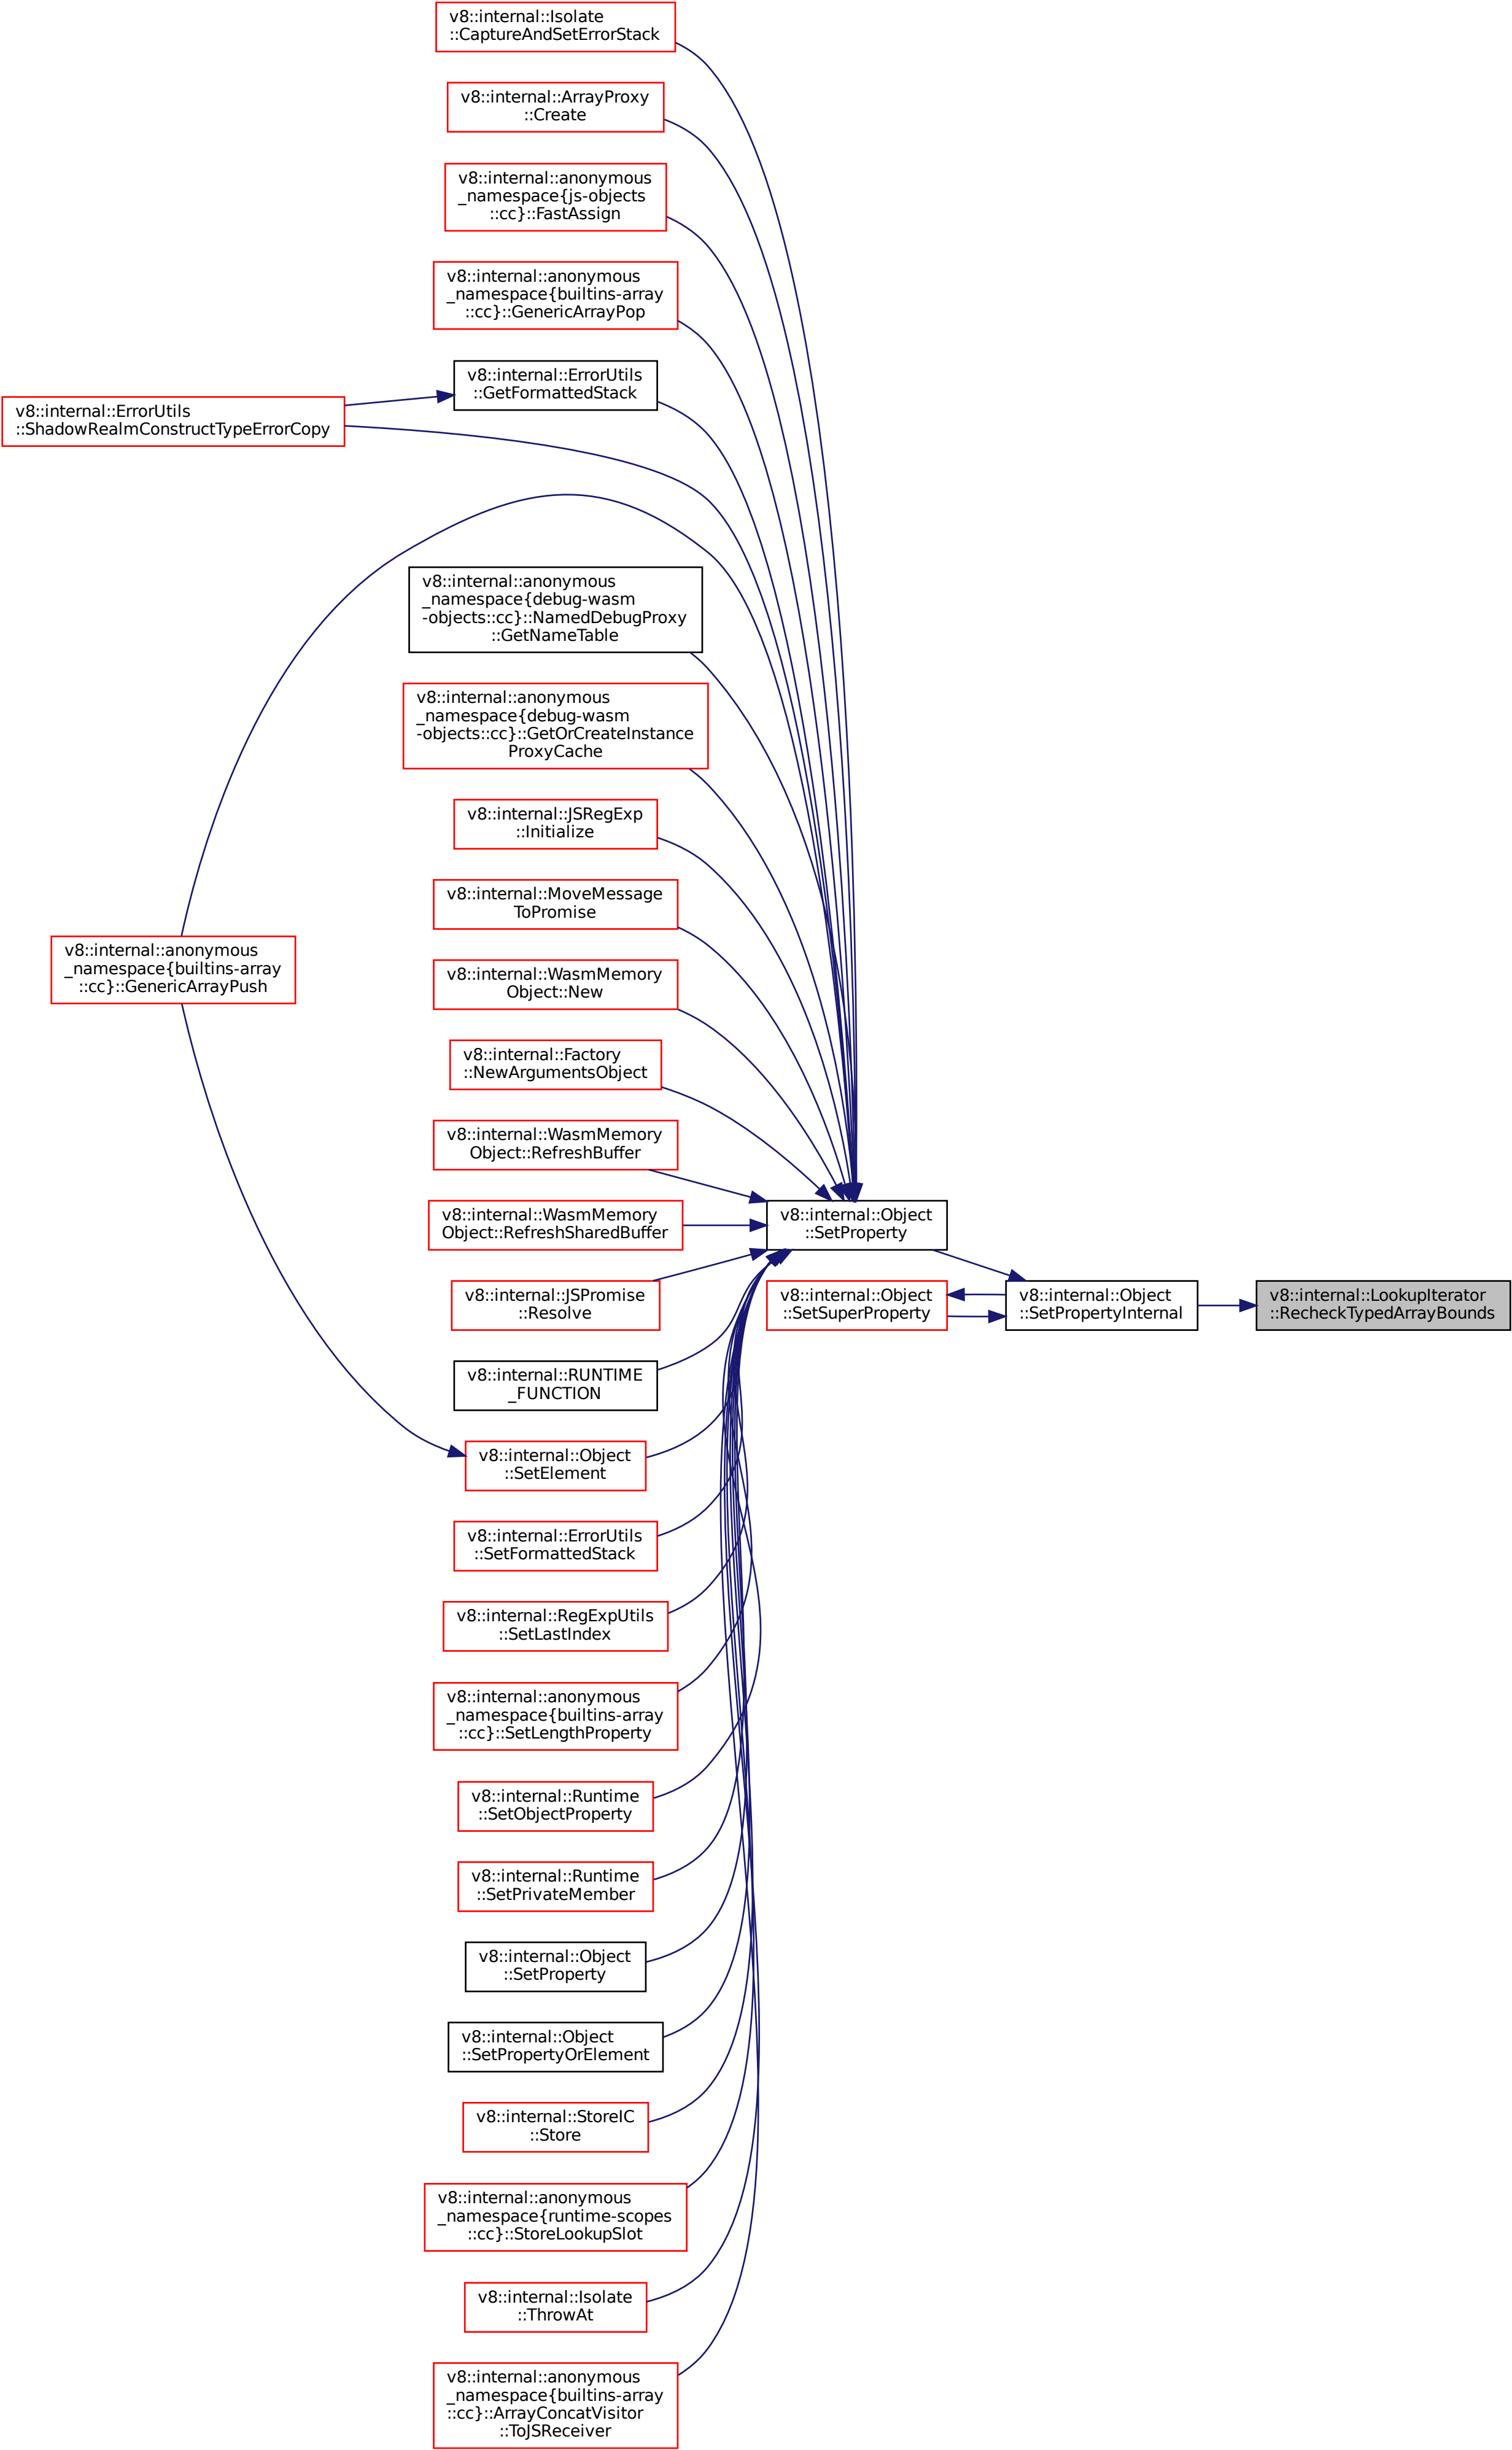 v8::internal::Isolate
::CaptureAndSetErrorStack
v8::internal::ArrayProxy
::Create
v8::internal::anonymous
_namespace{js-objects
::cc}::FastAssign
v8::internal::anonymous
_namespace{builtins-array
::cc}::GenericArrayPop
v8::internal::ErrorUtils
::GetFormattedStack
v8::internal::ErrorUtils
::ShadowRealmConstructTypeErrorCopy
v8::internal::anonymous
_namespace{debug-wasm
-objects::cc}::NamedDebugProxy
::GetNameTable
v8::internal::anonymous
_namespace{debug-wasm
-objects::cc}::GetOrCreateInstance
ProxyCache
v8::internal::JSRegExp
::Initialize
v8::internal::MoveMessage
ToPromise
v8::internal::anonymous
_namespace{builtins-array
::cc}::GenericArrayPush
v8::internal::WasmMemory
Object::New
v8::internal::Factory
::NewArgumentsObject
v8::internal::WasmMemory
Object::RefreshBuffer
v8::internal::WasmMemory
Object::RefreshSharedBuffer
v8::internal::Object
::SetProperty
v8::internal::JSPromise
::Resolve
v8::internal::Object
::SetSuperProperty
v8::internal::Object
::SetPropertyInternal
v8::internal::LookupIterator
::RecheckTypedArrayBounds
v8::internal::RUNTIME
_FUNCTION
v8::internal::Object
::SetElement
v8::internal::ErrorUtils
::SetFormattedStack
v8::internal::RegExpUtils
::SetLastIndex
v8::internal::anonymous
_namespace{builtins-array
::cc}::SetLengthProperty
v8::internal::Runtime
::SetObjectProperty
v8::internal::Runtime
::SetPrivateMember
v8::internal::Object
::SetProperty
v8::internal::Object
::SetPropertyOrElement
v8::internal::StoreIC
::Store
v8::internal::anonymous
_namespace{runtime-scopes
::cc}::StoreLookupSlot
v8::internal::Isolate
::ThrowAt
v8::internal::anonymous
_namespace{builtins-array
::cc}::ArrayConcatVisitor
::ToJSReceiver